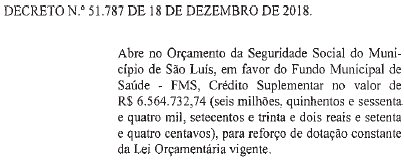 DECRETO N.º 51.787 DE 18 DE DEZEMBRO DE 2018.
Abre no Orçamento da Seguridade Social do Muni-
cípio de São Luís, em favor do Fundo Municipal de
Saúde - FMS, Crédito Suplementar no valor de
R$ 6.564.732,74 (seis milhões, quinhentos e sessenta
e quatro mil, setecentos e trinta e dois reais e setenta
e quatro centavos), para reforço de dotação constante
da Lei Orçamentária vigente.